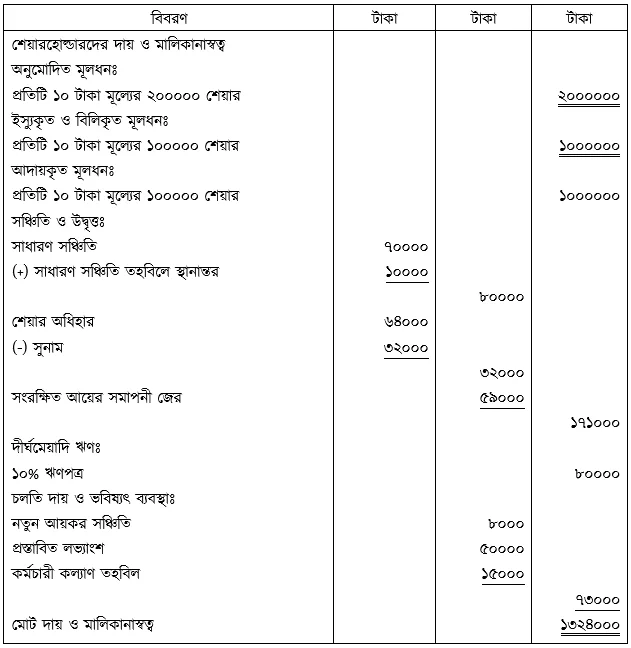 বিবরণ টাকা টাকা টাকা
শেয়ারহোল্ডারদের দায় ও মালিকানাস্বত্ব
অনুমোদিত মূলধনঃ
প্রতিটি ১০ টাকা মূল্যের ২০০০০০ শেয়ার ২০০০০০০
ইস্যুকৃত ও বিলিকৃত মূলধনঃ
প্রতিটি ১০ টাকা মূল্যের ১০০০০০ শেয়ার ১০০০০০০
আদায়কৃত মূলধনঃ
প্রতিটি ১০ টাকা মূল্যের ১০০০০০ শেয়ার ১০০০০০০
সঞ্চিতি ও উদ্বৃত্তঃ
সাধারণ সঞ্চিতি ৭০০০০
(+) সাধারণ সঞ্চিতি তহবিলে স্থানান্তর ১০০০০
৮০০০০
শেয়ার অধিহার ৬৪০০০
(-) সুনাম ৩২০০০
৩২০০০
সংরক্ষিত আয়ের সমাপনী জের ৫৯০০০
১৭১০০০
দীর্ঘমেয়াদি ঋণঃ
১০% ঋণপত্র ৮০০০০
চলতি দায় ও ভবিষ্যৎ ব্যবস্থাঃ
নতুন আয়কর সঞ্চিতি ৮০০০
প্রস্তাবিত লভ্যাংশ ৫০০০০
কর্মচারী কল্যাণ তহবিল ১৫০০০
৭৩০০০
মোট দায় ও মালিকানাস্বত্ব ১৩২৪০০০